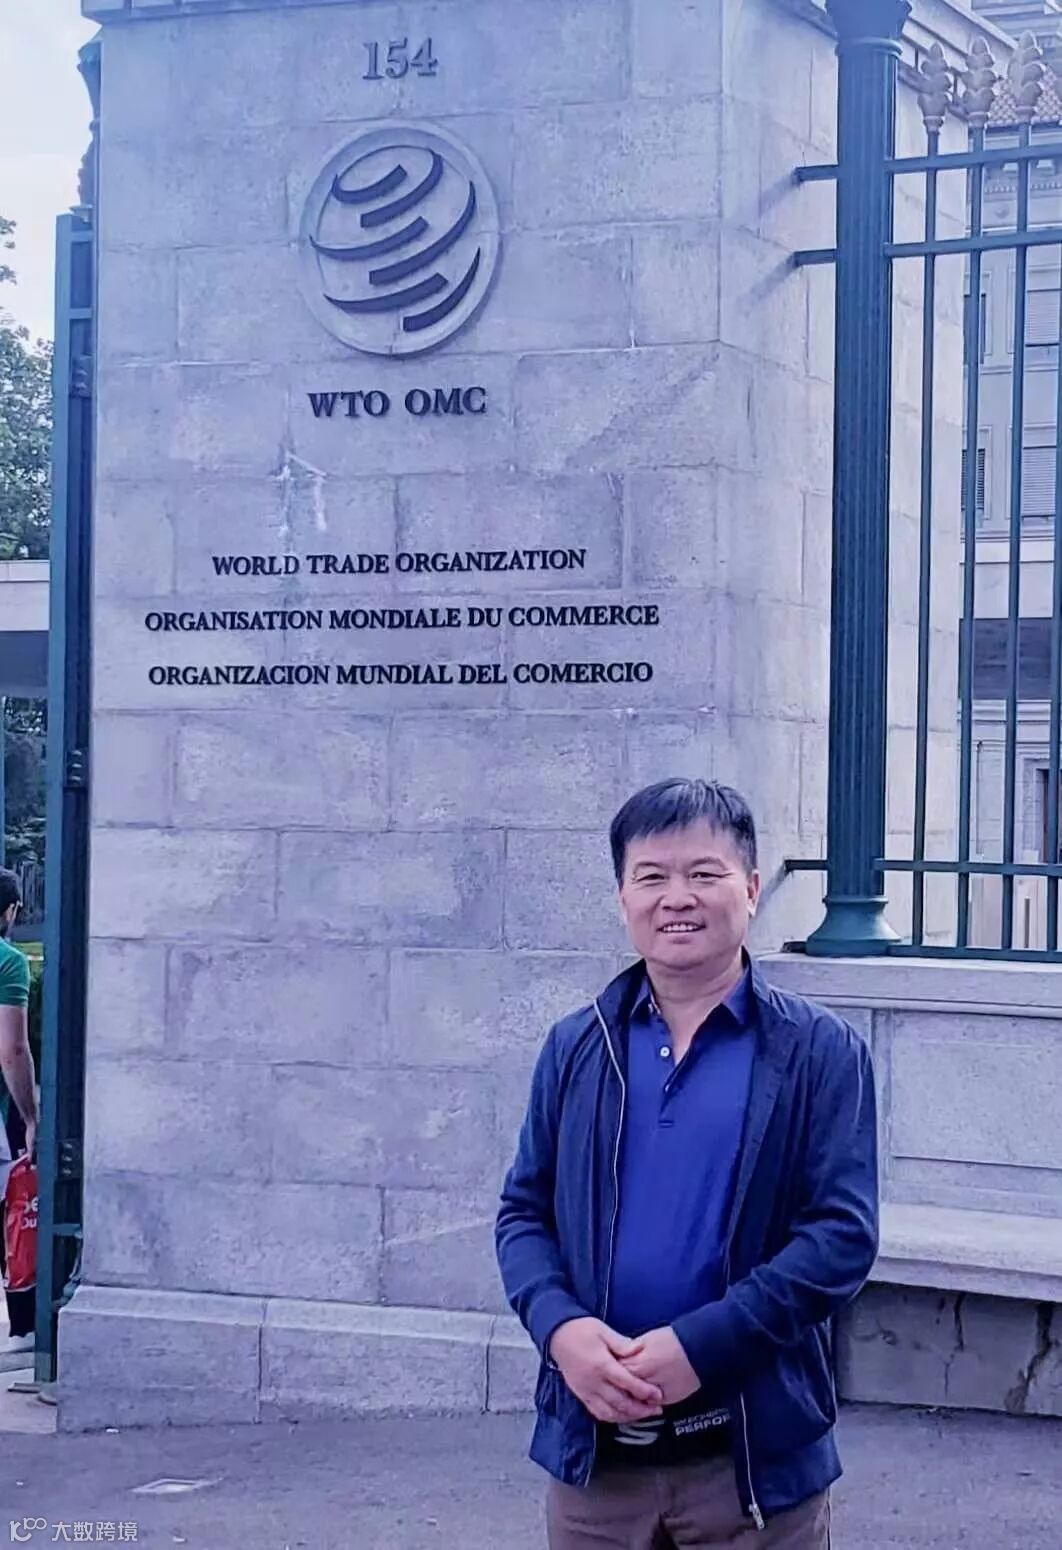 154
WTO OMC
WORLD TRADE ORGANIZATION
ORGANISATION MONDIALE DU COMMERCE
ORGANIZACION MUNDIAL DEL COMERCIO
大数跨境